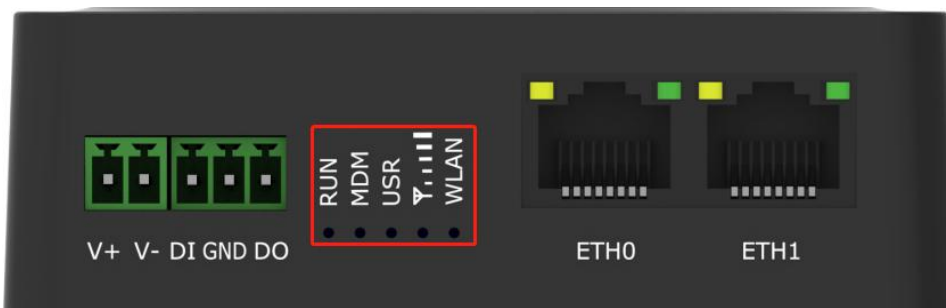 RUN
MDM
USR
WLAN
V+ V- DI GND DO
ETH0
ETH1